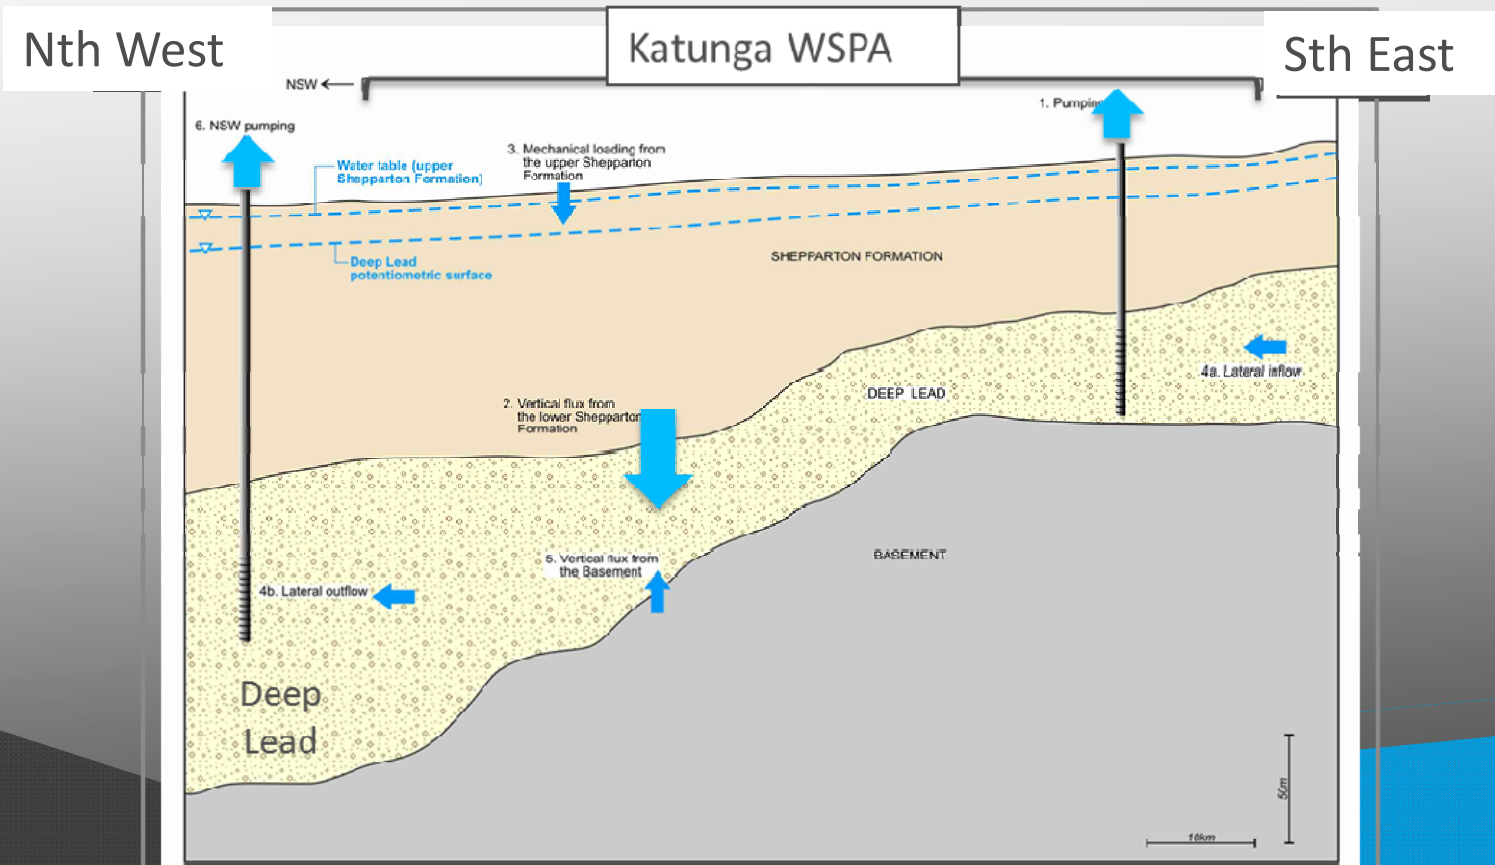 Nth West
Katunga WSPA
Sth East
NSW
6. NSW pumping
1. Pumping
3. Mechanical loading from
the upper Shepparton
Formation
Water table (upper
Shepparton Formation)
Deep Lead
potentiometric surface
SHEPPARTON FORMATION
4a. Lateral inflow
DEEP LEAD
2. Vertical flux from
the lower Shepparton
Formation
5. Vertical flux from
the Basement
BASEMENT
4b. Lateral outflow
Deep
Lead
50m
10km